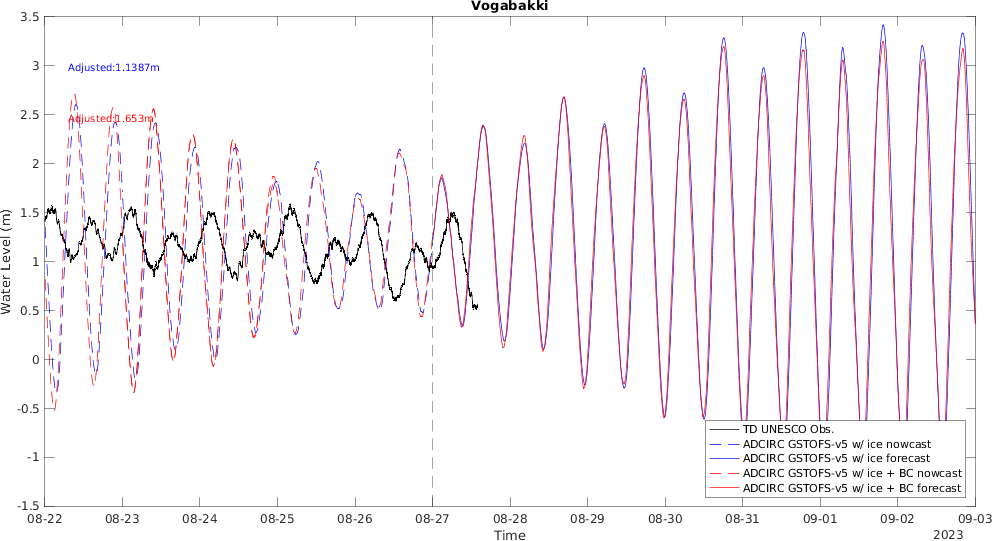 Vogabakki
3.5
3
2.5
2
1.5
1
0.5
0
-0.5
-1
-1.5
Water Level (m)
Adjusted:1.1387m
Adjusted:1.653m
TD UNESCO Obs.
ADCIRC GSTOFS-v5 w/ ice nowcast
ADCIRC GSTOFS-v5 w/ ice forecast
ADCIRC GSTOFS-v5 w/ ice + BC nowcast
ADCIRC GSTOFS-v5 w/ ice + BC forecast
08-22 08-23 08-24 08-25 08-26 08-27 08-28 08-29 08-30 08-31 09-01 09-02 09-03
Time
2023